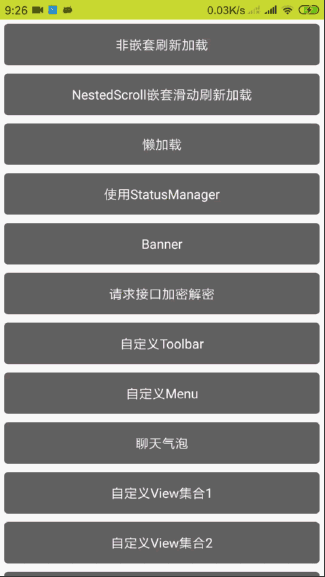 9:26 0.03K/s
非嵌套刷新加载
NestedScroll嵌套滑动刷新加载
懒加载
使用StatusManager
Banner
请求接口加密解密
自定义Toolbar
自定义Menu
聊天气泡
自定义View集合1
自定义View集合2